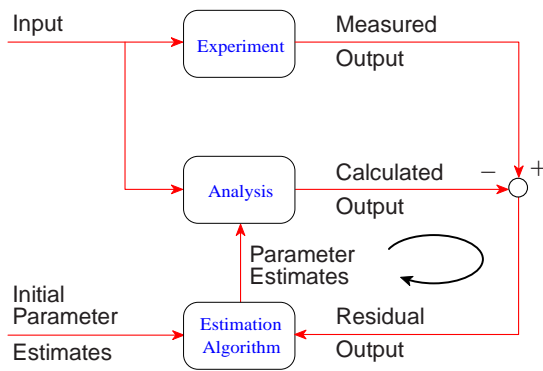 Input
Experiment
Measured
Output
Analysis
Calculated
Output
−
+
Parameter
Estimates
Initial
Parameter
Estimates
Estimation
Algorithm
Residual
Output